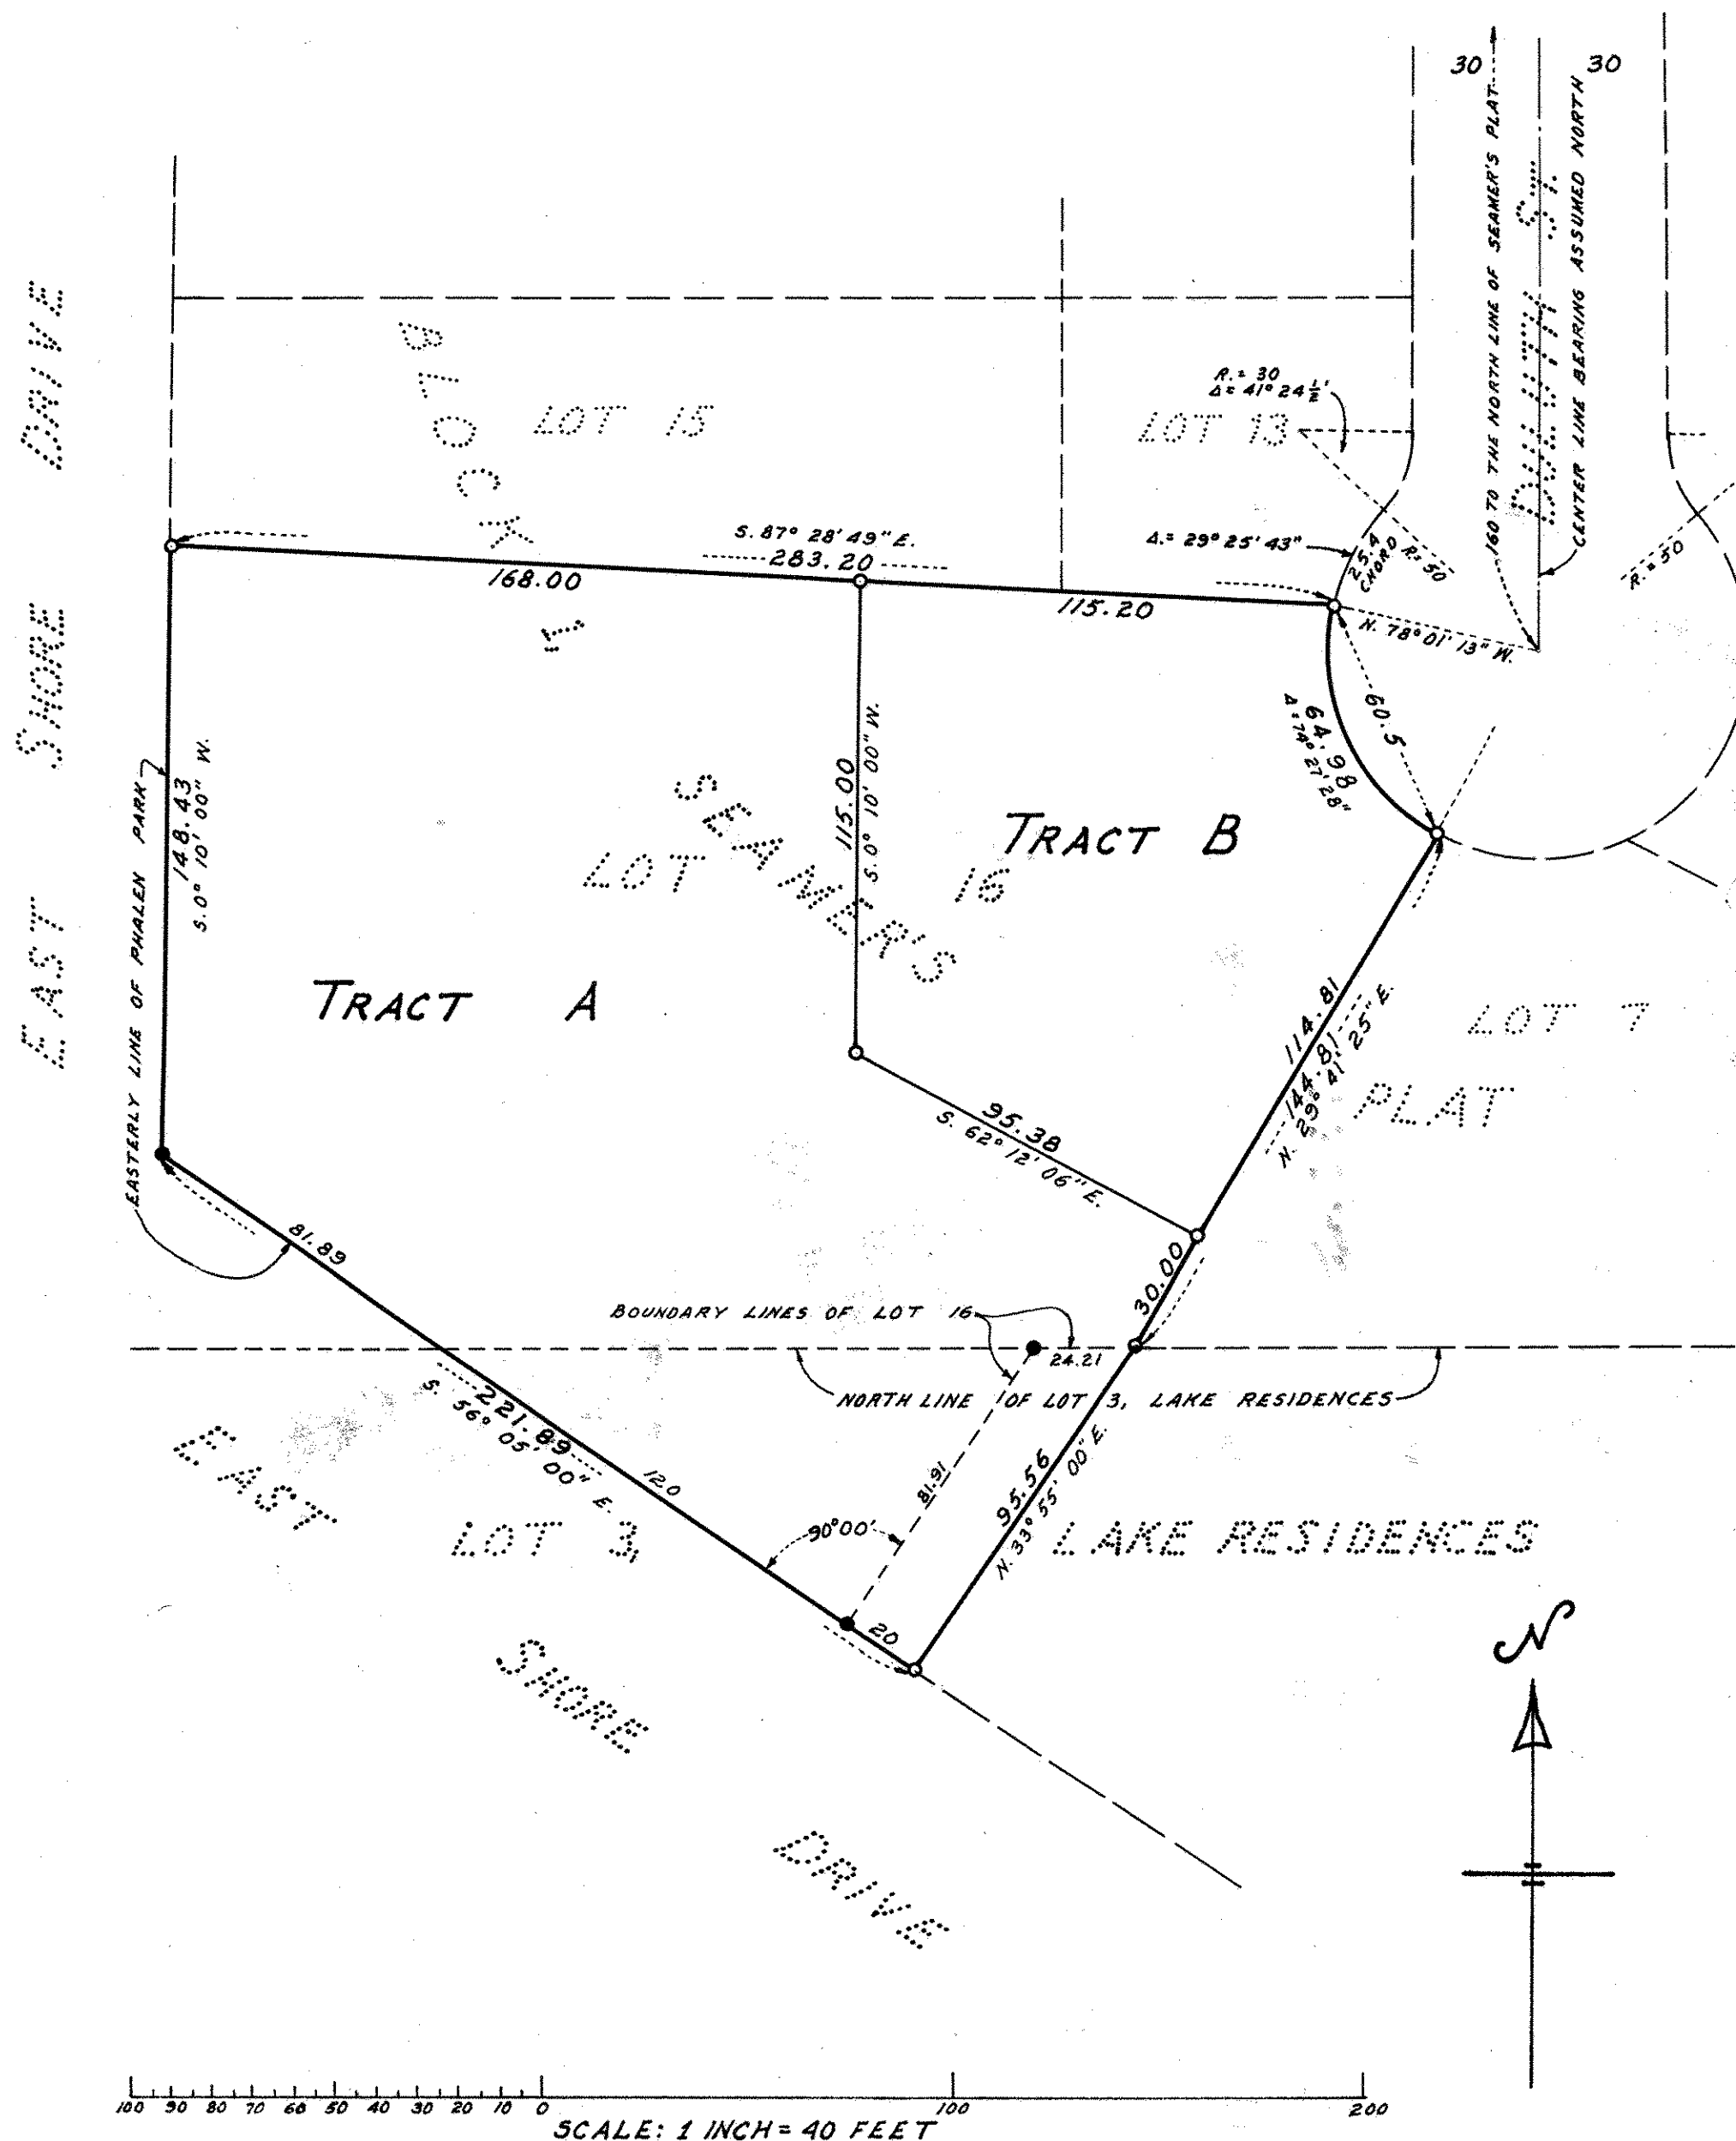 30
30
160 TO THE NORTH LINE OF SEAMER'S PLAT
DULUTH ST.
CENTER LINE BEARING ASSUMED NORTH
EAST SHORE DRIVE
BLOCK 1
LOT 15
LOT 13
R. = 30
Δ = 41° 24½'
S. 87° 28' 49" E.
283.20
168.00
115.20
Δ. = 29° 25' 43"
25.4
CHORD
R = 50
R. = 50
N. 78° 01' 13" W.
60.5
64.98
Δ = 74° 27' 28"
EASTERLY LINE OF PHALEN PARK
148.43
S. 0° 10' 00" W.
115.00
S. 0° 10' 00" W.
SEAMER'S
TRACT B
LOT 16
TRACT A
114.81
144.81
N. 29° 41' 25" E.
LOT 7
PLAT
95.38
S. 62° 12' 06" E.
81.89
30.00
BOUNDARY LINES OF LOT 16
24.21
NORTH LINE OF LOT 3, LAKE RESIDENCES
221.89
S. 56° 05' 00" E.
120
81.91
95.56
N. 33° 55' 00" E.
90°00'
LOT 3, LAKE RESIDENCES
20
EAST
SHORE
DRIVE
N
100 90 80 70 60 50 40 30 20 10 0 100 200
SCALE: 1 INCH = 40 FEET